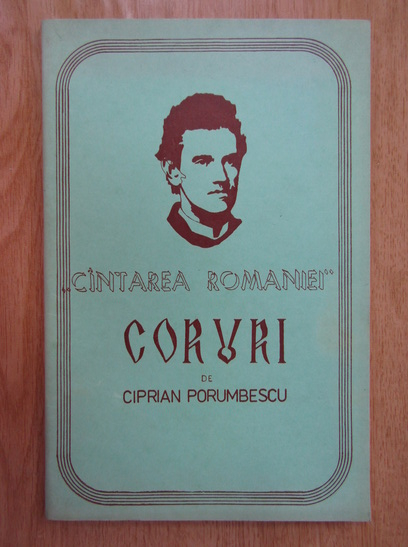 „CÎNTAREA ROMANIEI“
CORURI
DE
CIPRIAN PORUMBESCU